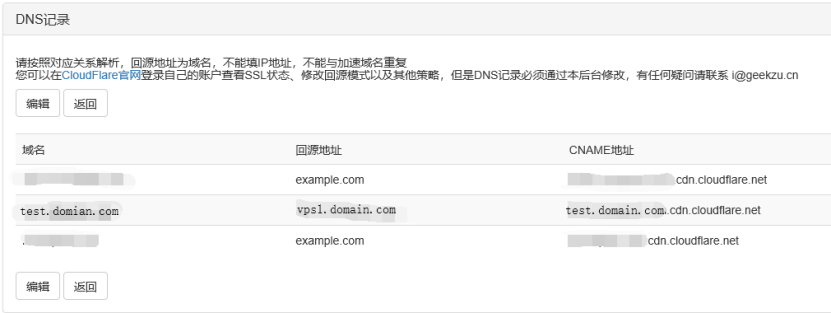 DNS记录
请按照对应关系解析，回源地址为域名，不能填IP地址，不能与加速域名重复
您可以在CloudFlare官网登录自己的账户查看SSL状态、修改回源模式以及其他策略，但是DNS记录必须通过本后台修改，有任何疑问请联系 i@geekzu.cn
编辑 返回
域名 回源地址 CNAME地址
example.com cdn.cloudflare.net
test.domian.com vps1.domain.com test.domain.com.cdn.cloudflare.net
example.com cdn.cloudflare.net
编辑 返回